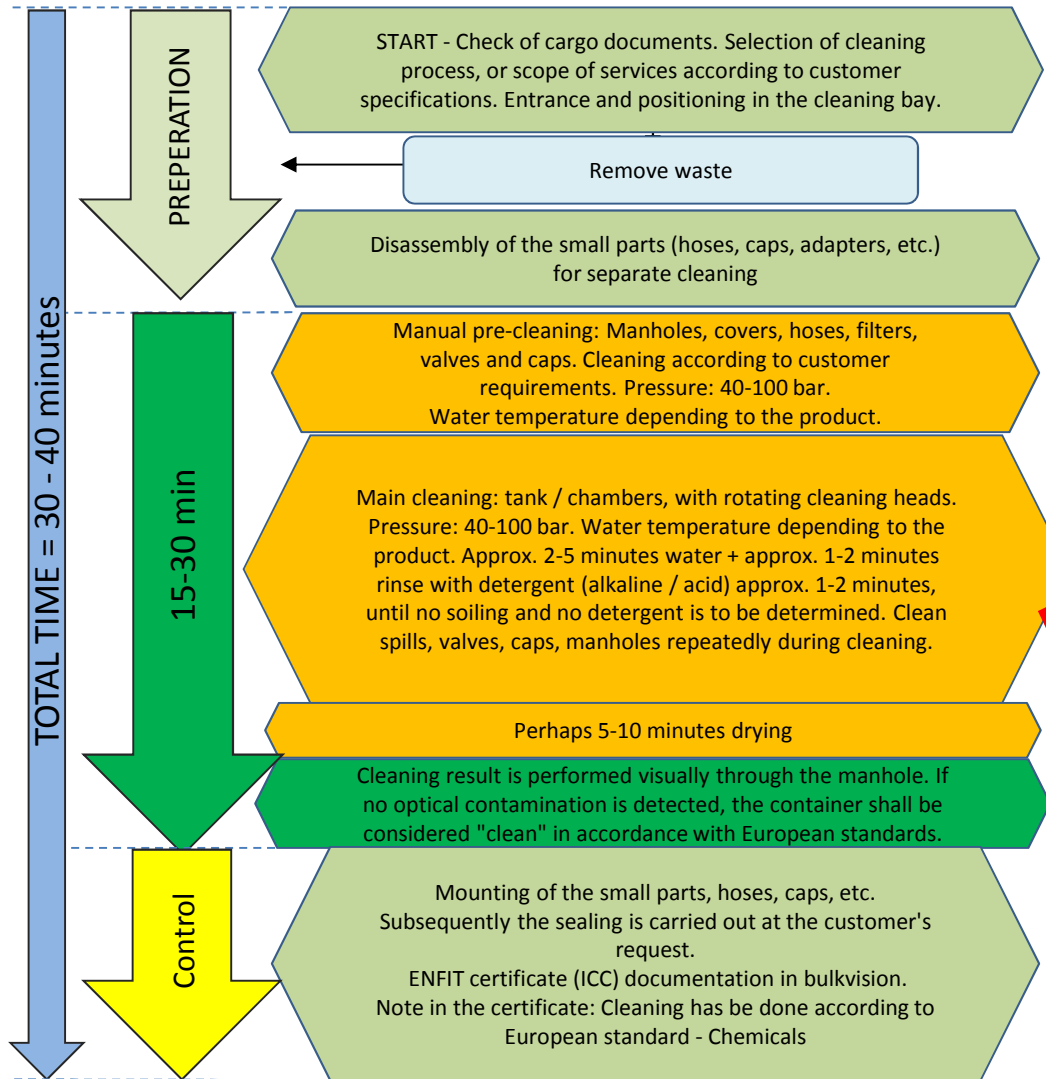 START - Check of cargo documents. Selection of cleaning
process, or scope of services according to customer
specifications. Entrance and positioning in the cleaning bay.
PREPERATION
Remove waste
Disassembly of the small parts (hoses, caps, adapters, etc.)
for separate cleaning
TOTAL TIME = 30 - 40 minutes
15-30 min
Manual pre-cleaning: Manholes, covers, hoses, filters,
valves and caps. Cleaning according to customer
requirements. Pressure: 40-100 bar.
Water temperature depending to the product.
Main cleaning: tank / chambers, with rotating cleaning heads.
Pressure: 40-100 bar. Water temperature depending to the
product. Approx. 2-5 minutes water + approx. 1-2 minutes
rinse with detergent (alkaline / acid) approx. 1-2 minutes,
until no soiling and no detergent is to be determined. Clean
spills, valves, caps, manholes repeatedly during cleaning.
Perhaps 5-10 minutes drying
Cleaning result is performed visually through the manhole. If
no optical contamination is detected, the container shall be
considered "clean" in accordance with European standards.
Control
Mounting of the small parts, hoses, caps, etc.
Subsequently the sealing is carried out at the customer's
request.
ENFIT certificate (ICC) documentation in bulkvision.
Note in the certificate: Cleaning has be done according to
European standard - Chemicals